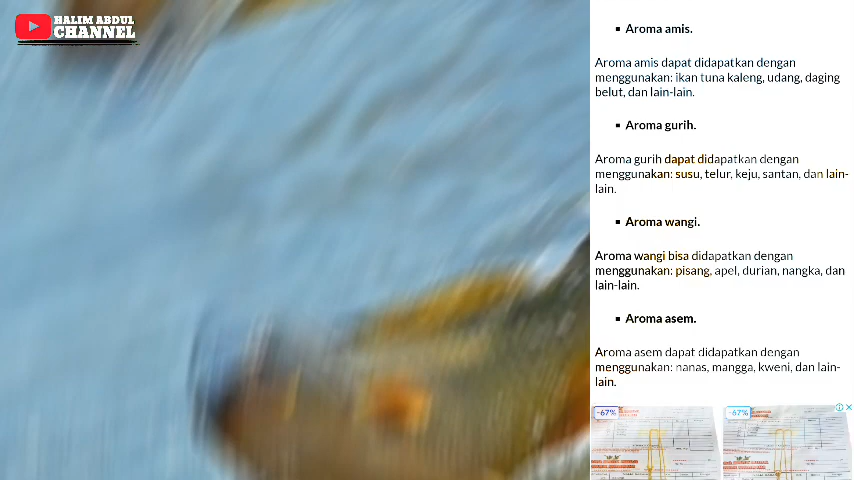 HALIM ABDUL
CHANNEL
Aroma amis.
Aroma amis dapat didapatkan dengan
menggunakan: ikan tuna kaleng, udang, daging
belut, dan lain-lain.
Aroma gurih.
Aroma gurih dapat didapatkan dengan
menggunakan: susu, telur, keju, santan, dan lain-
lain.
Aroma wangi.
Aroma wangi bisa didapatkan dengan
menggunakan: pisang, apel, durian, nangka, dan
lain-lain.
Aroma asem.
Aroma asem dapat didapatkan dengan
menggunakan: nanas, mangga, kweni, dan lain-
lain.
-67%
-67%